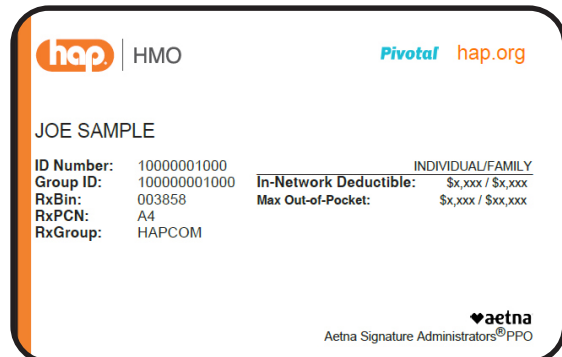 hap. HMO Pivotal hap.org
JOE SAMPLE
ID Number: 10000001000
INDIVIDUAL/FAMILY
Group ID: 100000001000 In-Network Deductible: $x,xxx / $x,xxx
RxBin: 003858 Max Out-of-Pocket: $x,xxx / $xx,xxx
RxPCN: A4
RxGroup: HAPCOM
aetna
Aetna Signature Administrators® PPO